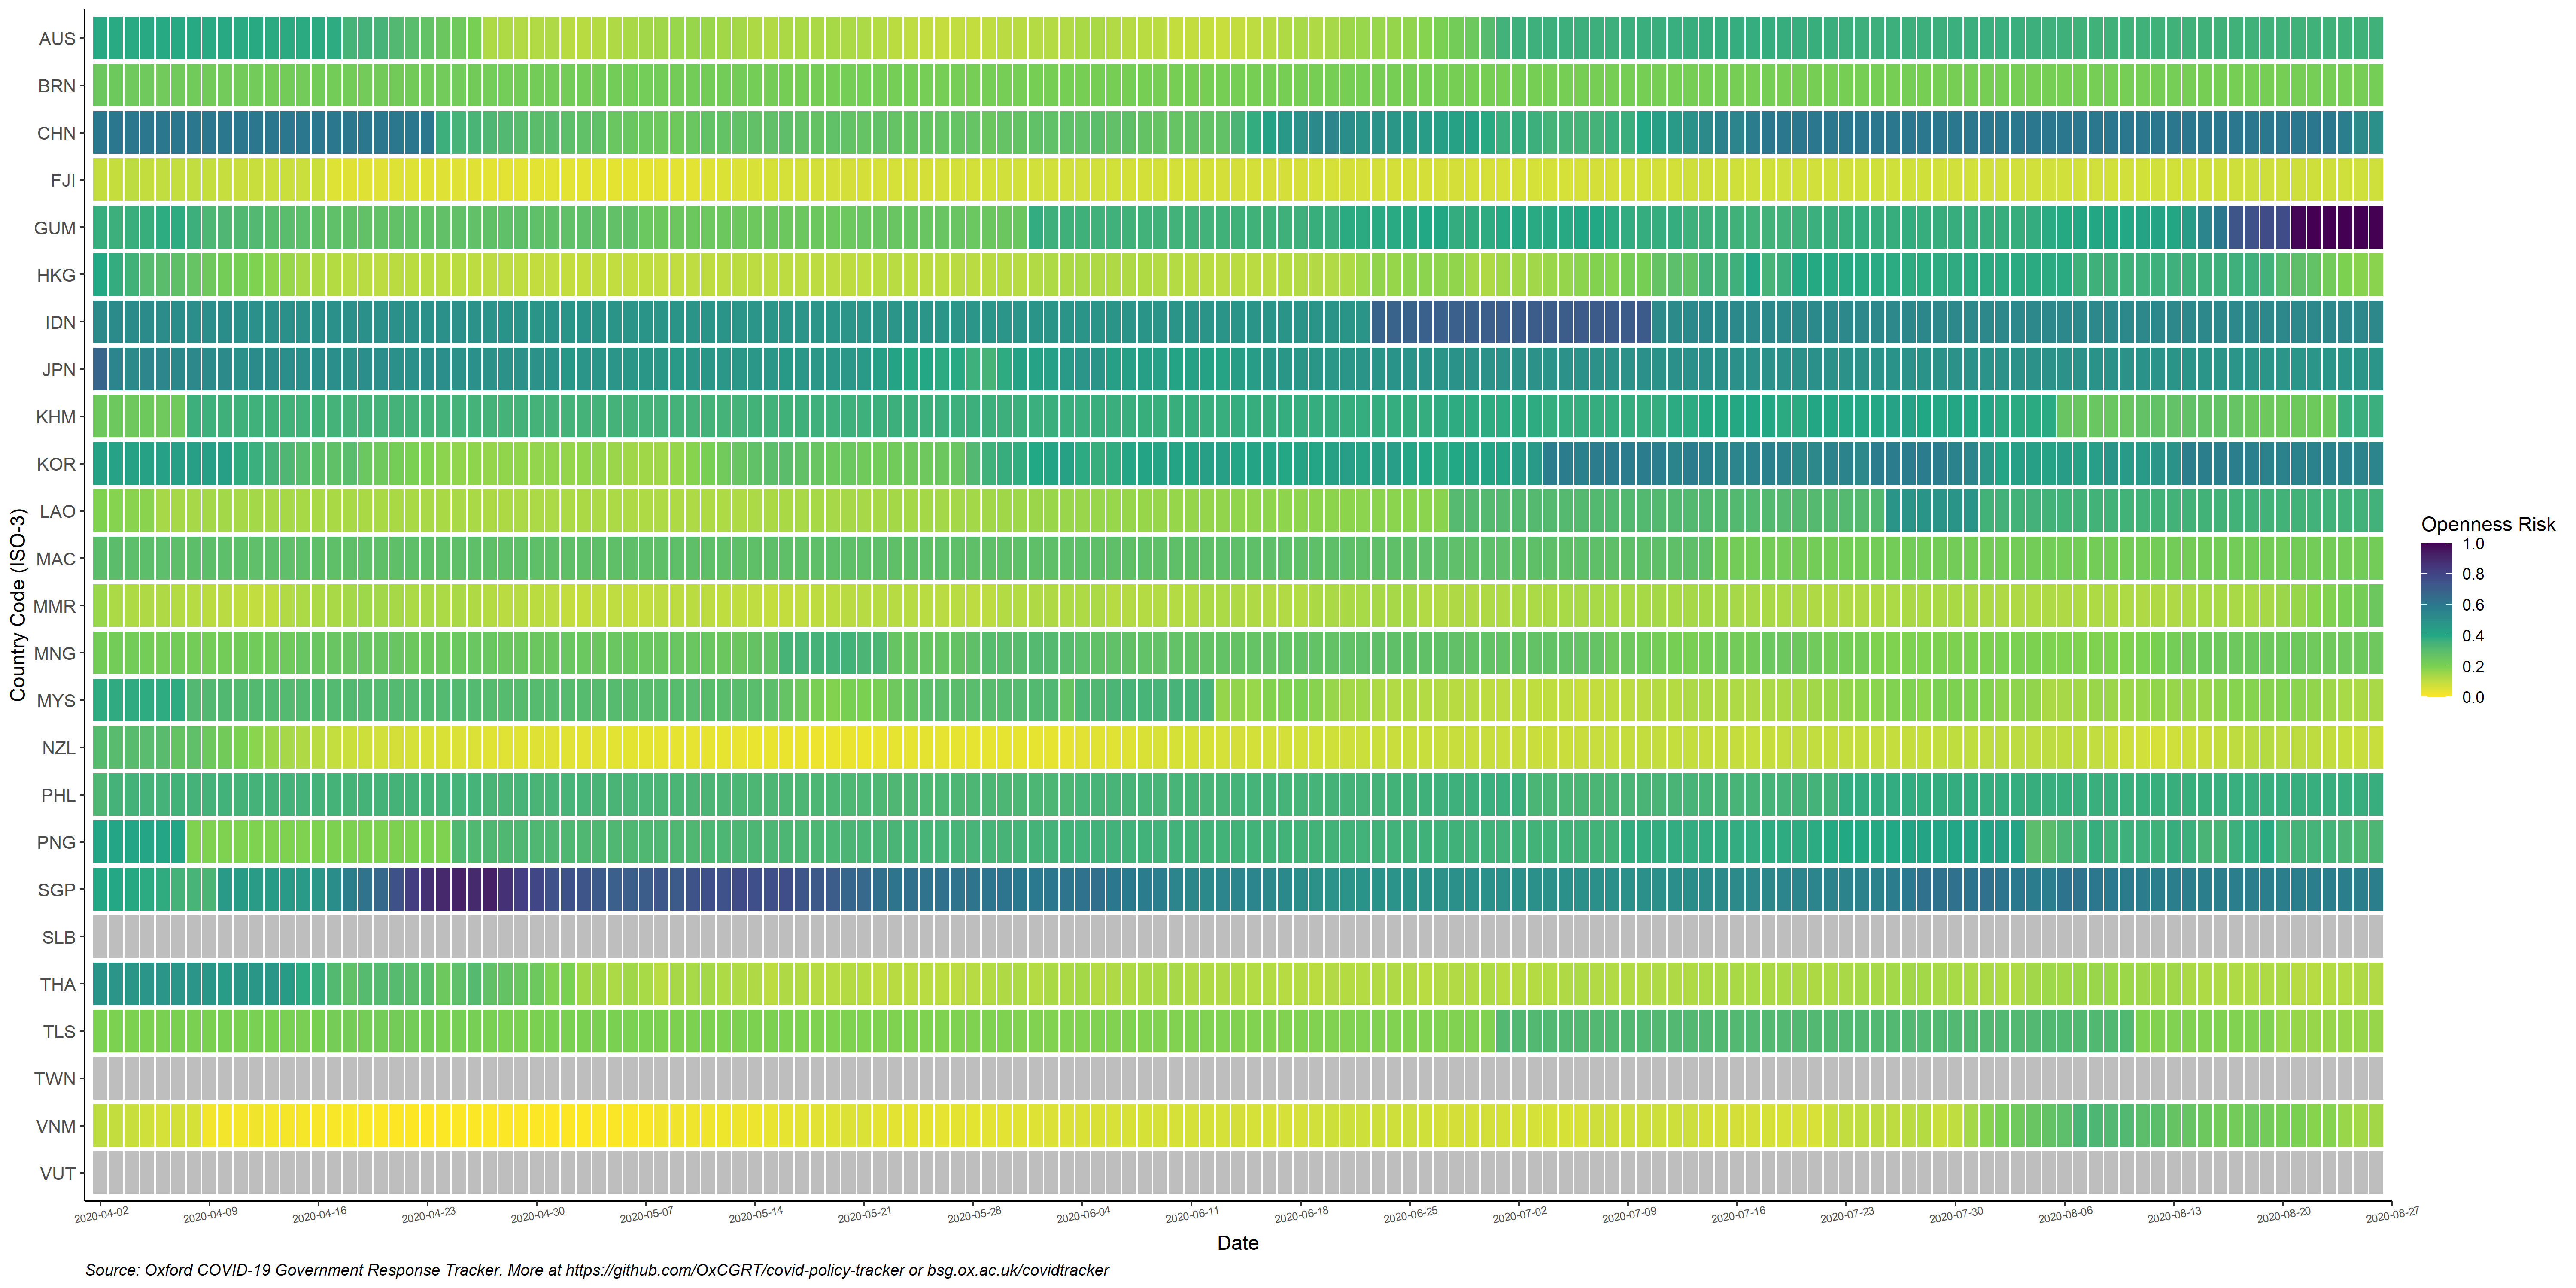 AUS
BRN
CHN
FJI
GUM
HKG
IDN
JPN
KHM
KOR
LAO
MAC
MMR
MNG
MYS
NZL
PHL
PNG
SGP
SLB
THA
TLS
TWN
VNM
VUT
Country Code (ISO-3)
2020-04-02 2020-04-09 2020-04-16 2020-04-23 2020-04-30 2020-05-07 2020-05-14 2020-05-21 2020-05-28 2020-06-04 2020-06-11 2020-06-18 2020-06-25 2020-07-02 2020-07-09 2020-07-16 2020-07-23 2020-07-30 2020-08-06 2020-08-13 2020-08-20 2020-08-27
Date
Openness Risk
1.0
0.8
0.6
0.4
0.2
0.0
Source: Oxford COVID-19 Government Response Tracker. More at https://github.com/OxCGRT/covid-policy-tracker or bsg.ox.ac.uk/covidtracker